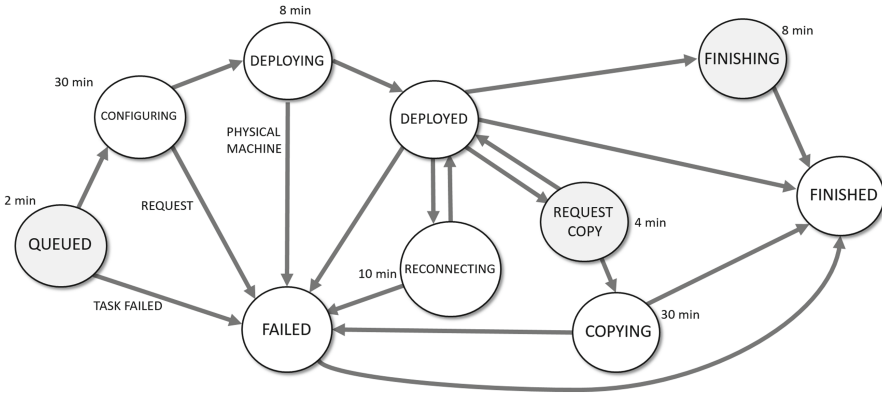 8 min
DEPLOYING
8 min
FINISHING
30 min
CONFIGURING
DEPLOYED
PHYSICAL
MACHINE
2 min
QUEUED
REQUEST
REQUEST
COPY
4 min
FINISHED
10 min
RECONNECTING
TASK FAILED
FAILED
COPYING
30 min